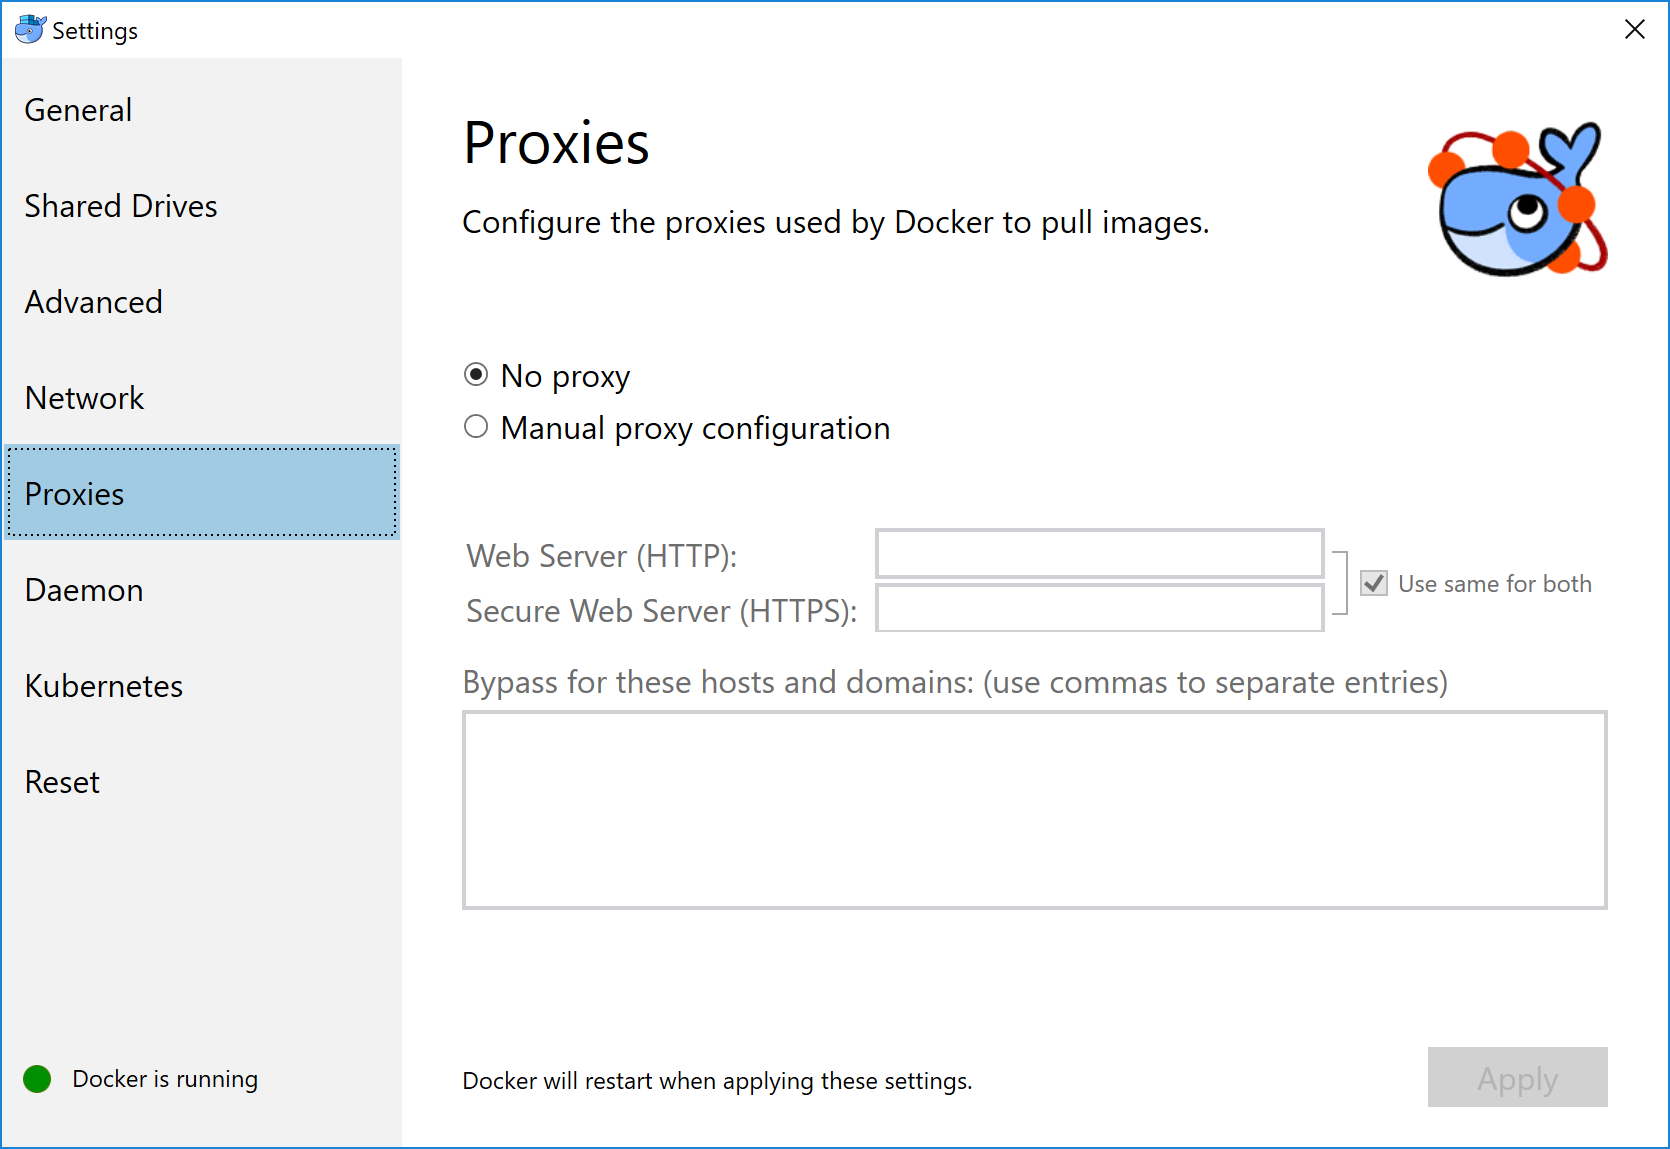 Settings
General
Shared Drives
Advanced
Network
Proxies
Daemon
Kubernetes
Reset
Docker is running
Proxies
Configure the proxies used by Docker to pull images.
No proxy
Manual proxy configuration
Web Server (HTTP):
Secure Web Server (HTTPS):
Use same for both
Bypass for these hosts and domains: (use commas to separate entries)
Docker will restart when applying these settings.
Apply